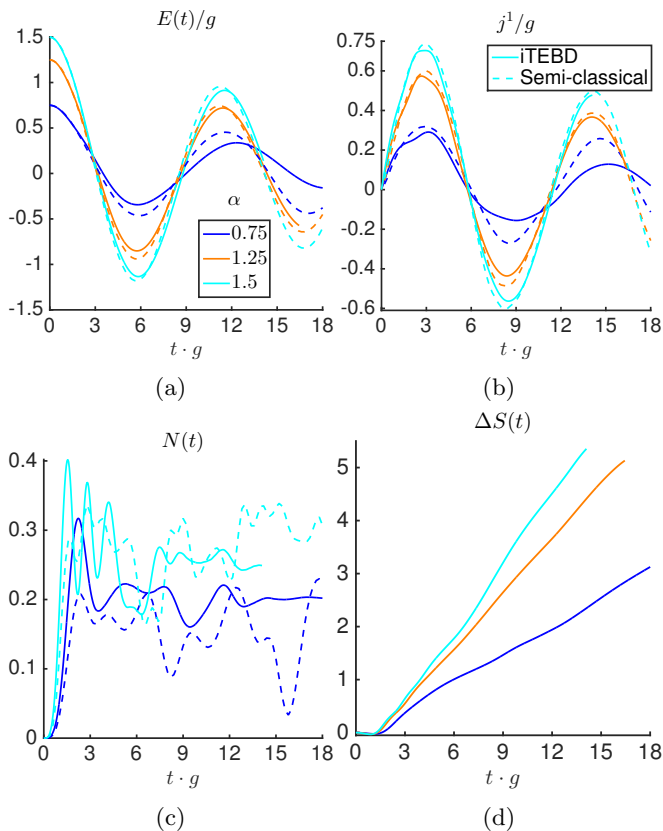 E(t)/g
1.5
1
0.5
0
-0.5
-1
-1.5
0 3 6 9 12 15 18
t · g
α
0.75
1.25
1.5
(a)
j¹/g
0.75
0.6
0.4
0.2
0
-0.2
-0.4
-0.6
0 3 6 9 12 15 18
t · g
iTEBD
Semi-classical
(b)
N(t)
0.4
0.3
0.2
0.1
0
0 3 6 9 12 15 18
t · g
(c)
ΔS(t)
5
4
3
2
1
0
0 3 6 9 12 15 18
t · g
(d)